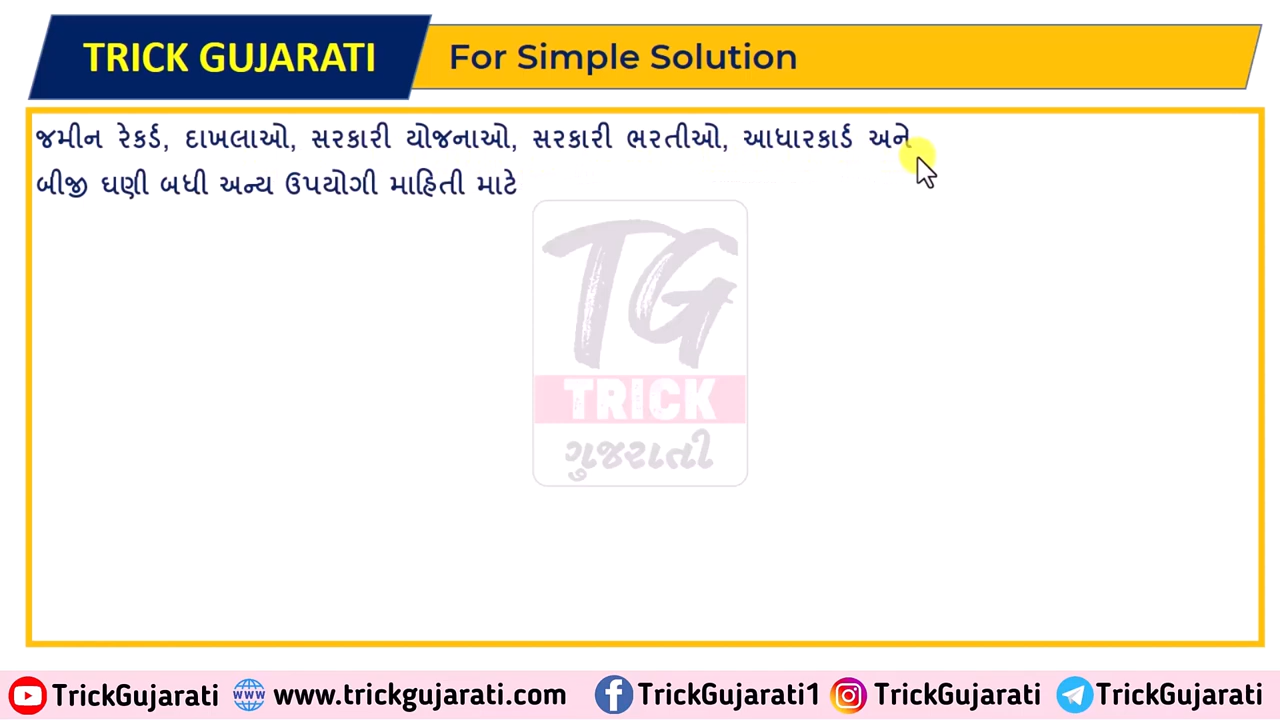 TRICK GUJARATI
For Simple Solution
જમીન રેકર્ડ, દાખલાઓ, સરકારી યોજનાઓ, સરકારી ભરતીઓ, આધારકાર્ડ અને
બીજી ઘણી બધી અન્ય ઉપયોગી માહિતી માટે
TG
TRICK
ગુજરાતી
TrickGujarati
www.trickgujarati.com
TrickGujarati1
TrickGujarati
TrickGujarati